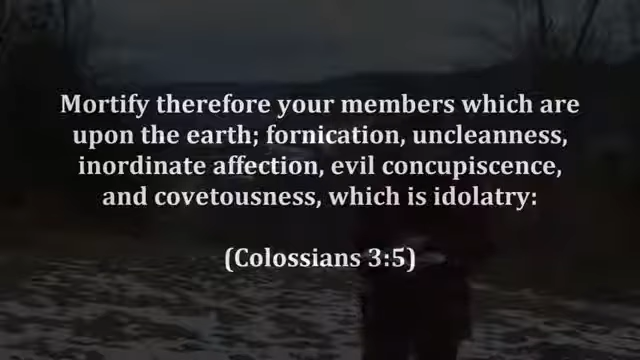 Mortify therefore your members which are
upon the earth; fornication, uncleanness,
inordinate affection, evil concupiscence,
and covetousness, which is idolatry:
(Colossians 3:5)